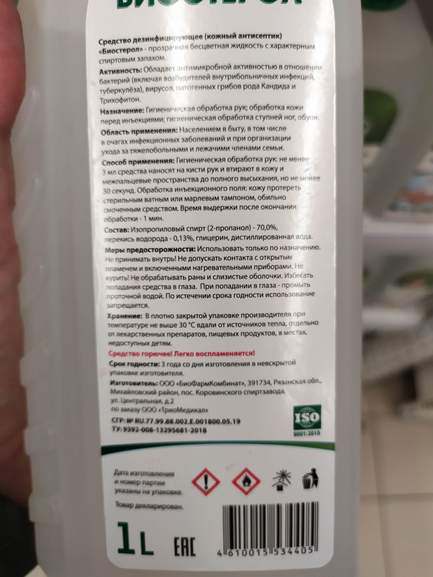 БИОСТЕРОЛ
Средство дезинфицирующее (кожный антисептик)
«Биостерол» - прозрачная бесцветная жидкость с характерным
спиртовым запахом.
Активность: Обладает антимикробной активностью в отношении
бактерий (включая возбудителей внутрибольничных инфекций,
туберкулёза), вирусов, патогенных грибов рода Кандида и
Трихофитон.
Назначение: Гигиеническая обработка рук; обработка кожи
перед инъекциями; гигиеническая обработка ступней ног, обуви.
Область применения: Населением в быту, в том числе
в очагах инфекционных заболеваний и при организации
ухода за тяжелобольными и лежачими членами семьи.
Способ применения: Гигиеническая обработка рук: не менее
3 мл средства наносят на кисти рук и втирают в кожу и
межпальцевые пространства до полного высыхания, но не менее
30 секунд. Обработка инъекционного поля: кожу протереть
стерильным ватным или марлевым тампоном, обильно
смоченным средством. Время выдержки после окончания
обработки - 1 мин.
Состав: Изопропиловый спирт (2-пропанол) - 70,0%,
перекись водорода - 0,13%, глицерин, дистиллированная вода.
Меры предосторожности: Использовать только по назначению.
Не принимать внутрь! Не допускать контакта с открытым
пламенем и включенными нагревательными приборами. Не
курить! Не обрабатывать раны и слизистые оболочки. Избегать
попадания средства в глаза. При попадании в глаза - промыть
проточной водой. По истечении срока годности использование
запрещается.
Хранение: В плотно закрытой упаковке производителя при
температуре не выше 30 °С вдали от источников тепла, отдельно
от лекарственных препаратов, пищевых продуктов, в местах,
недоступных детям.
Средство горючее! Легко воспламеняется!
Срок годности: 3 года со дня изготовления в невскрытой
упаковке изготовителя.
Изготовитель: ООО «БиоФармКомбинат», 391734, Рязанская обл.,
Михайловский район, пос. Коровинского спиртзавода.
ул. Центральная, д.2
по заказу ООО «ТриоМедикал»
СГР: № RU.77.99.88.002.Е.001800.05.19
ТУ: 9392-008-13295681-2018
ISO
9001:2018
Дата изготовления
и номер партии
указаны на упаковке.
Товар декларирован.
1 L
EAC
4 610015 534405